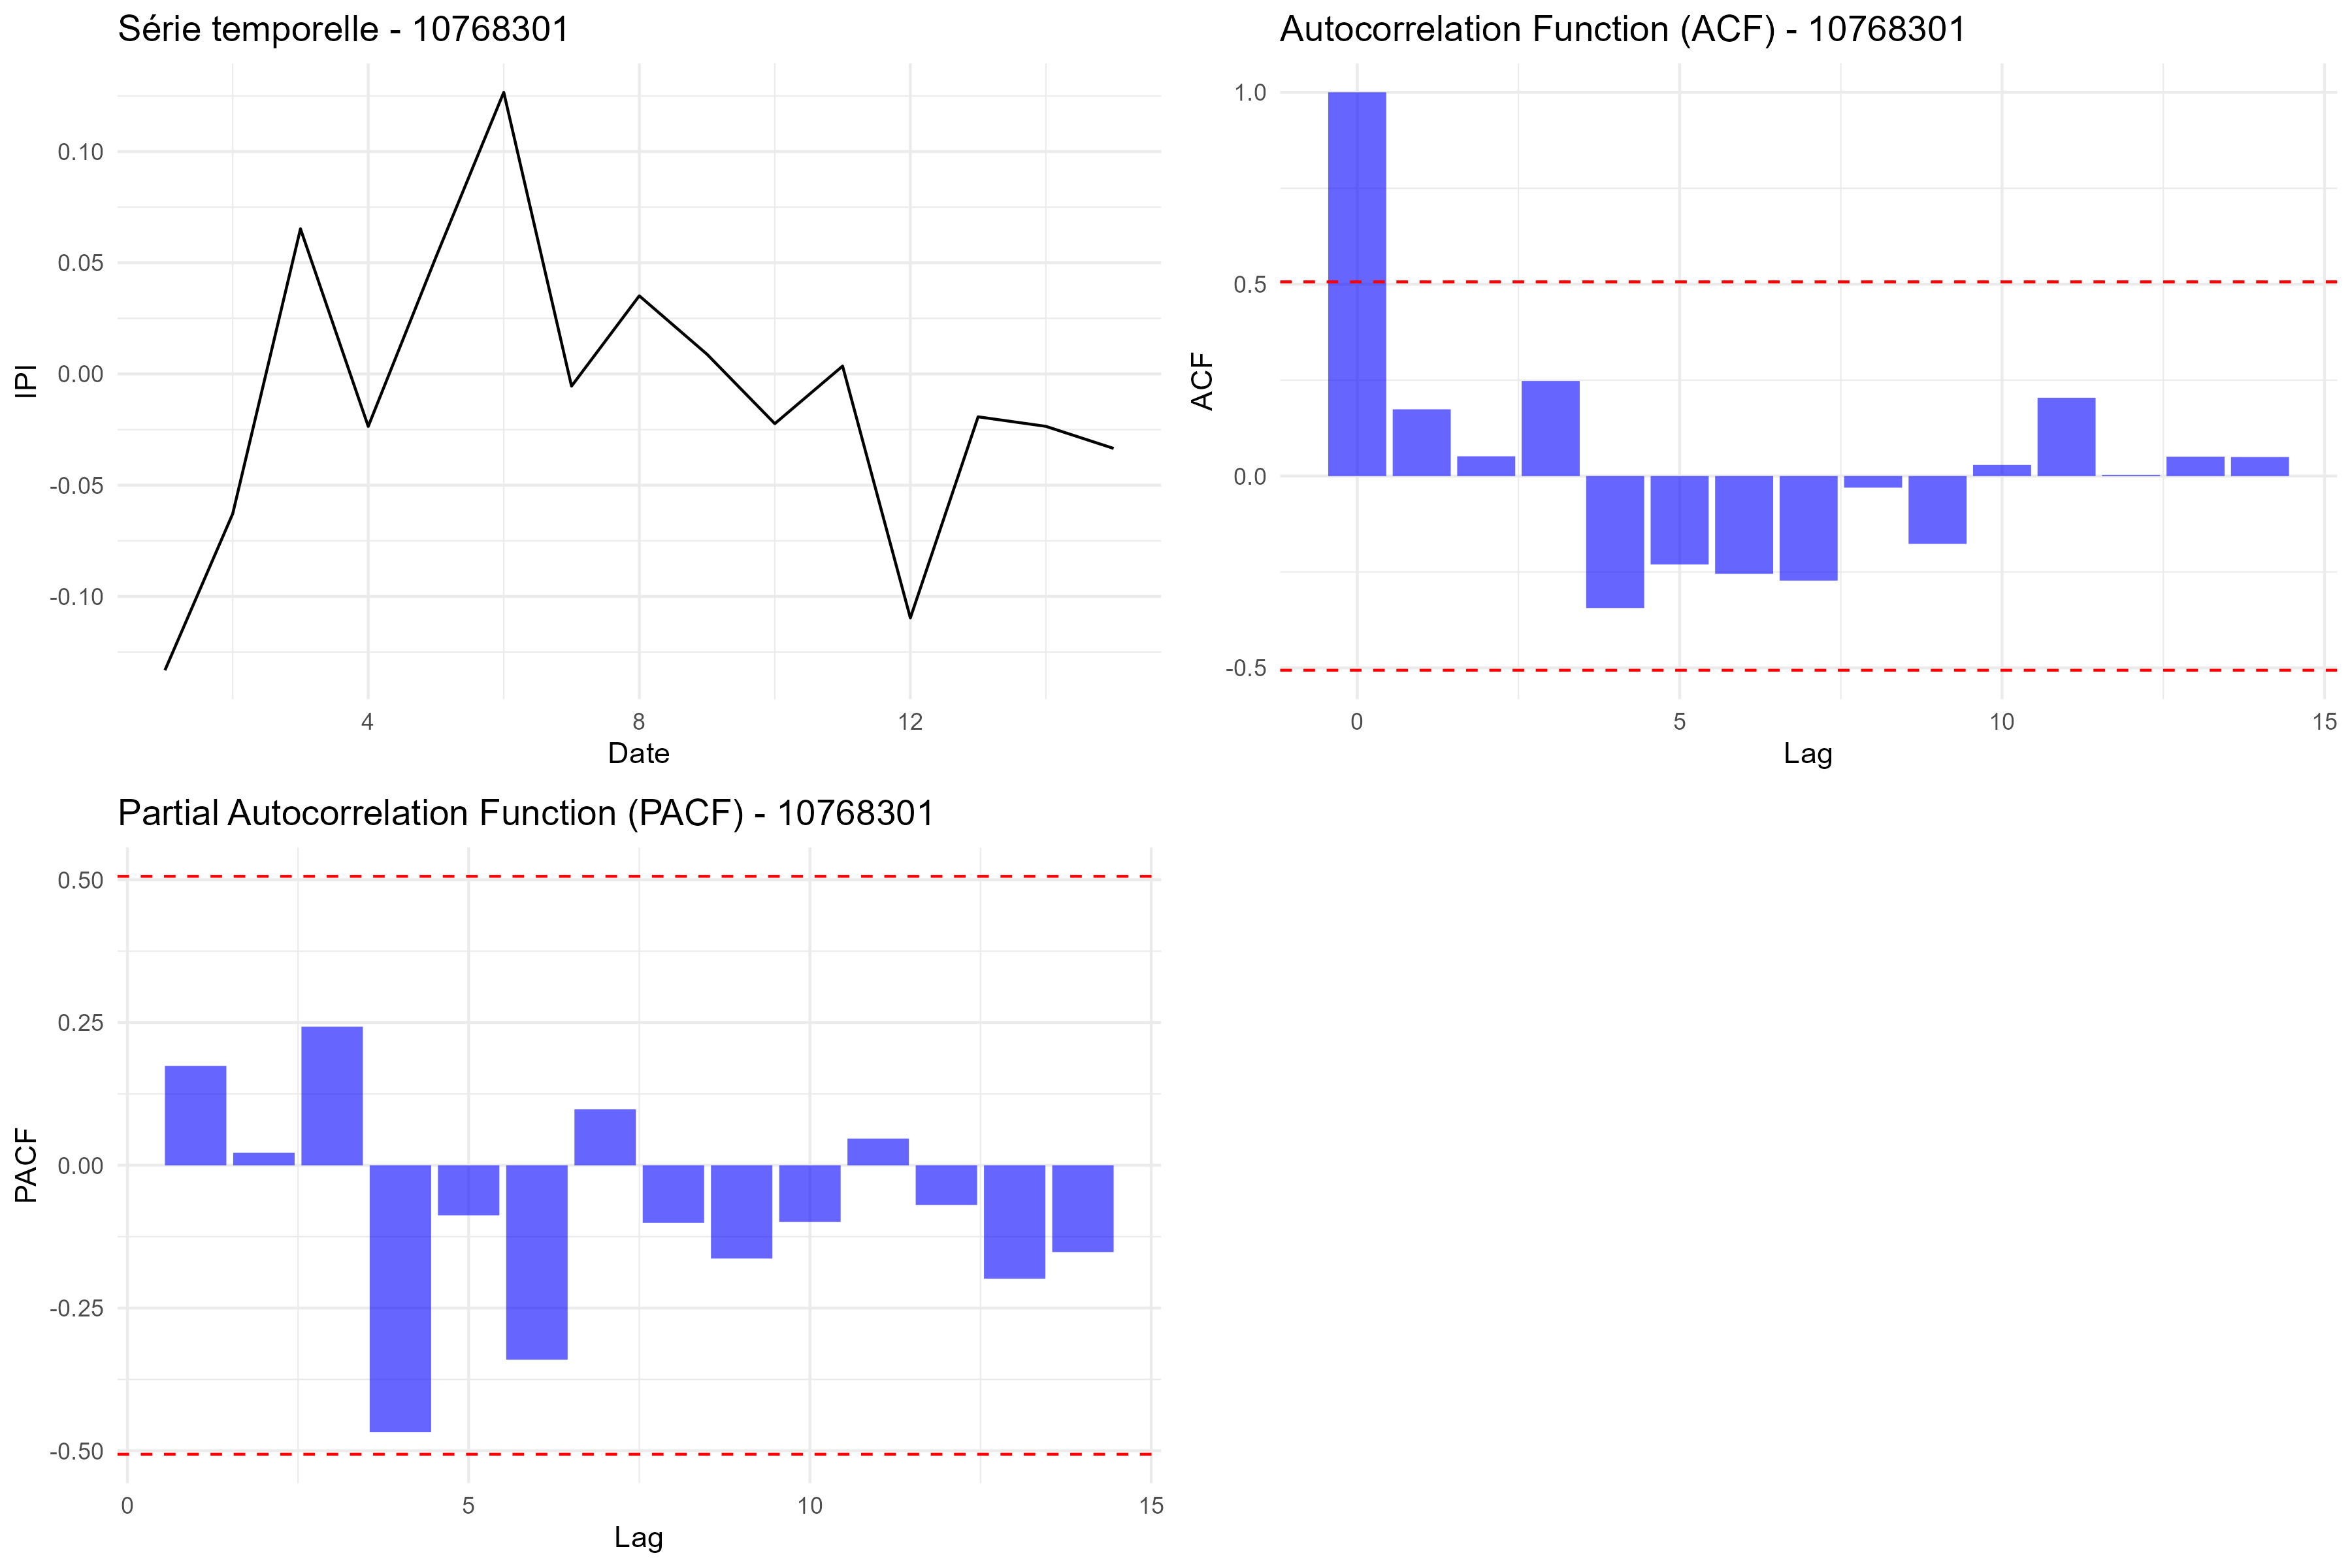 Série temporelle - 10768301
IPI
0.10
0.05
0.00
-0.05
-0.10
4 8 12
Date
Autocorrelation Function (ACF) - 10768301
ACF
1.0
0.5
0.0
-0.5
0 5 10 15
Lag
Partial Autocorrelation Function (PACF) - 10768301
PACF
0.50
0.25
0.00
-0.25
-0.50
0 5 10 15
Lag